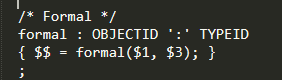 /* Formal */
formal : OBJECTID ':' TYPEID
{ $$ = formal($1, $3); }
;